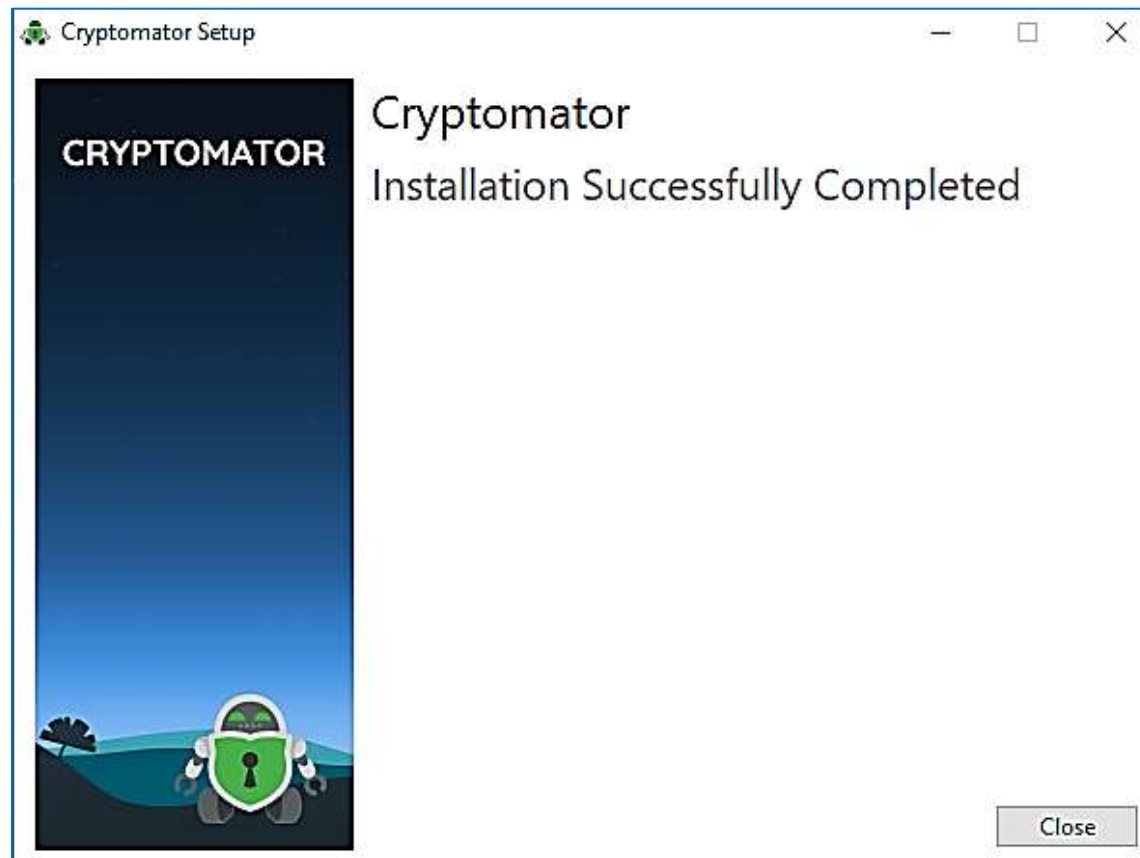 Cryptomator Setup
CRYPTOMATOR
Cryptomator
Installation Successfully Completed
Close